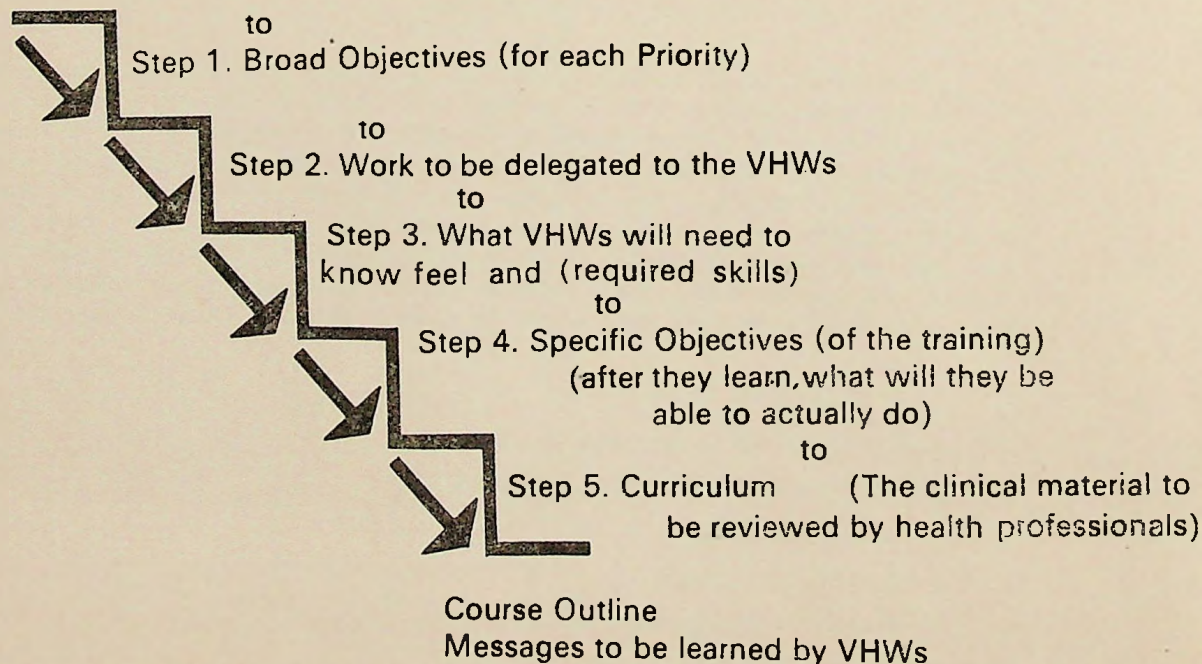 to
Step 1. Broad Objectives (for each Priority)
to
Step 2. Work to be delegated to the VHWs
to
Step 3. What VHWs will need to
know feel and (required skills)
to
Step 4. Specific Objectives (of the training)
(after they learn, what will they be
able to actually do)
to
Step 5. Curriculum (The clinical material to
be reviewed by health professionals)
Course Outline
Messages to be learned by VHWs